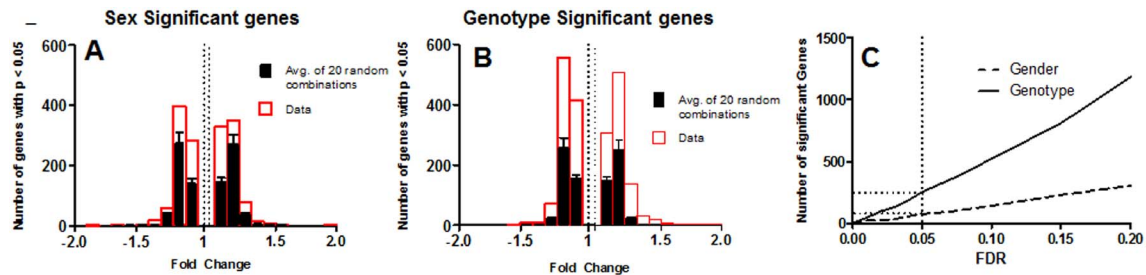 Sex Significant genes
A
Number of genes with p < 0.05
600
400
200
0
-2.0
-1.5
1
1.5
2.0
Fold Change
Avg. of 20 random
combinations
Data
Genotype Significant genes
B
Number of genes with p < 0.05
600
400
200
0
-2.0
-1.5
1
1.5
2.0
Fold Change
Avg. of 20 random
combinations
Data
C
Number of significant Genes
1500
1000
500
0
0.00
0.05
0.10
0.15
0.20
FDR
Gender
Genotype